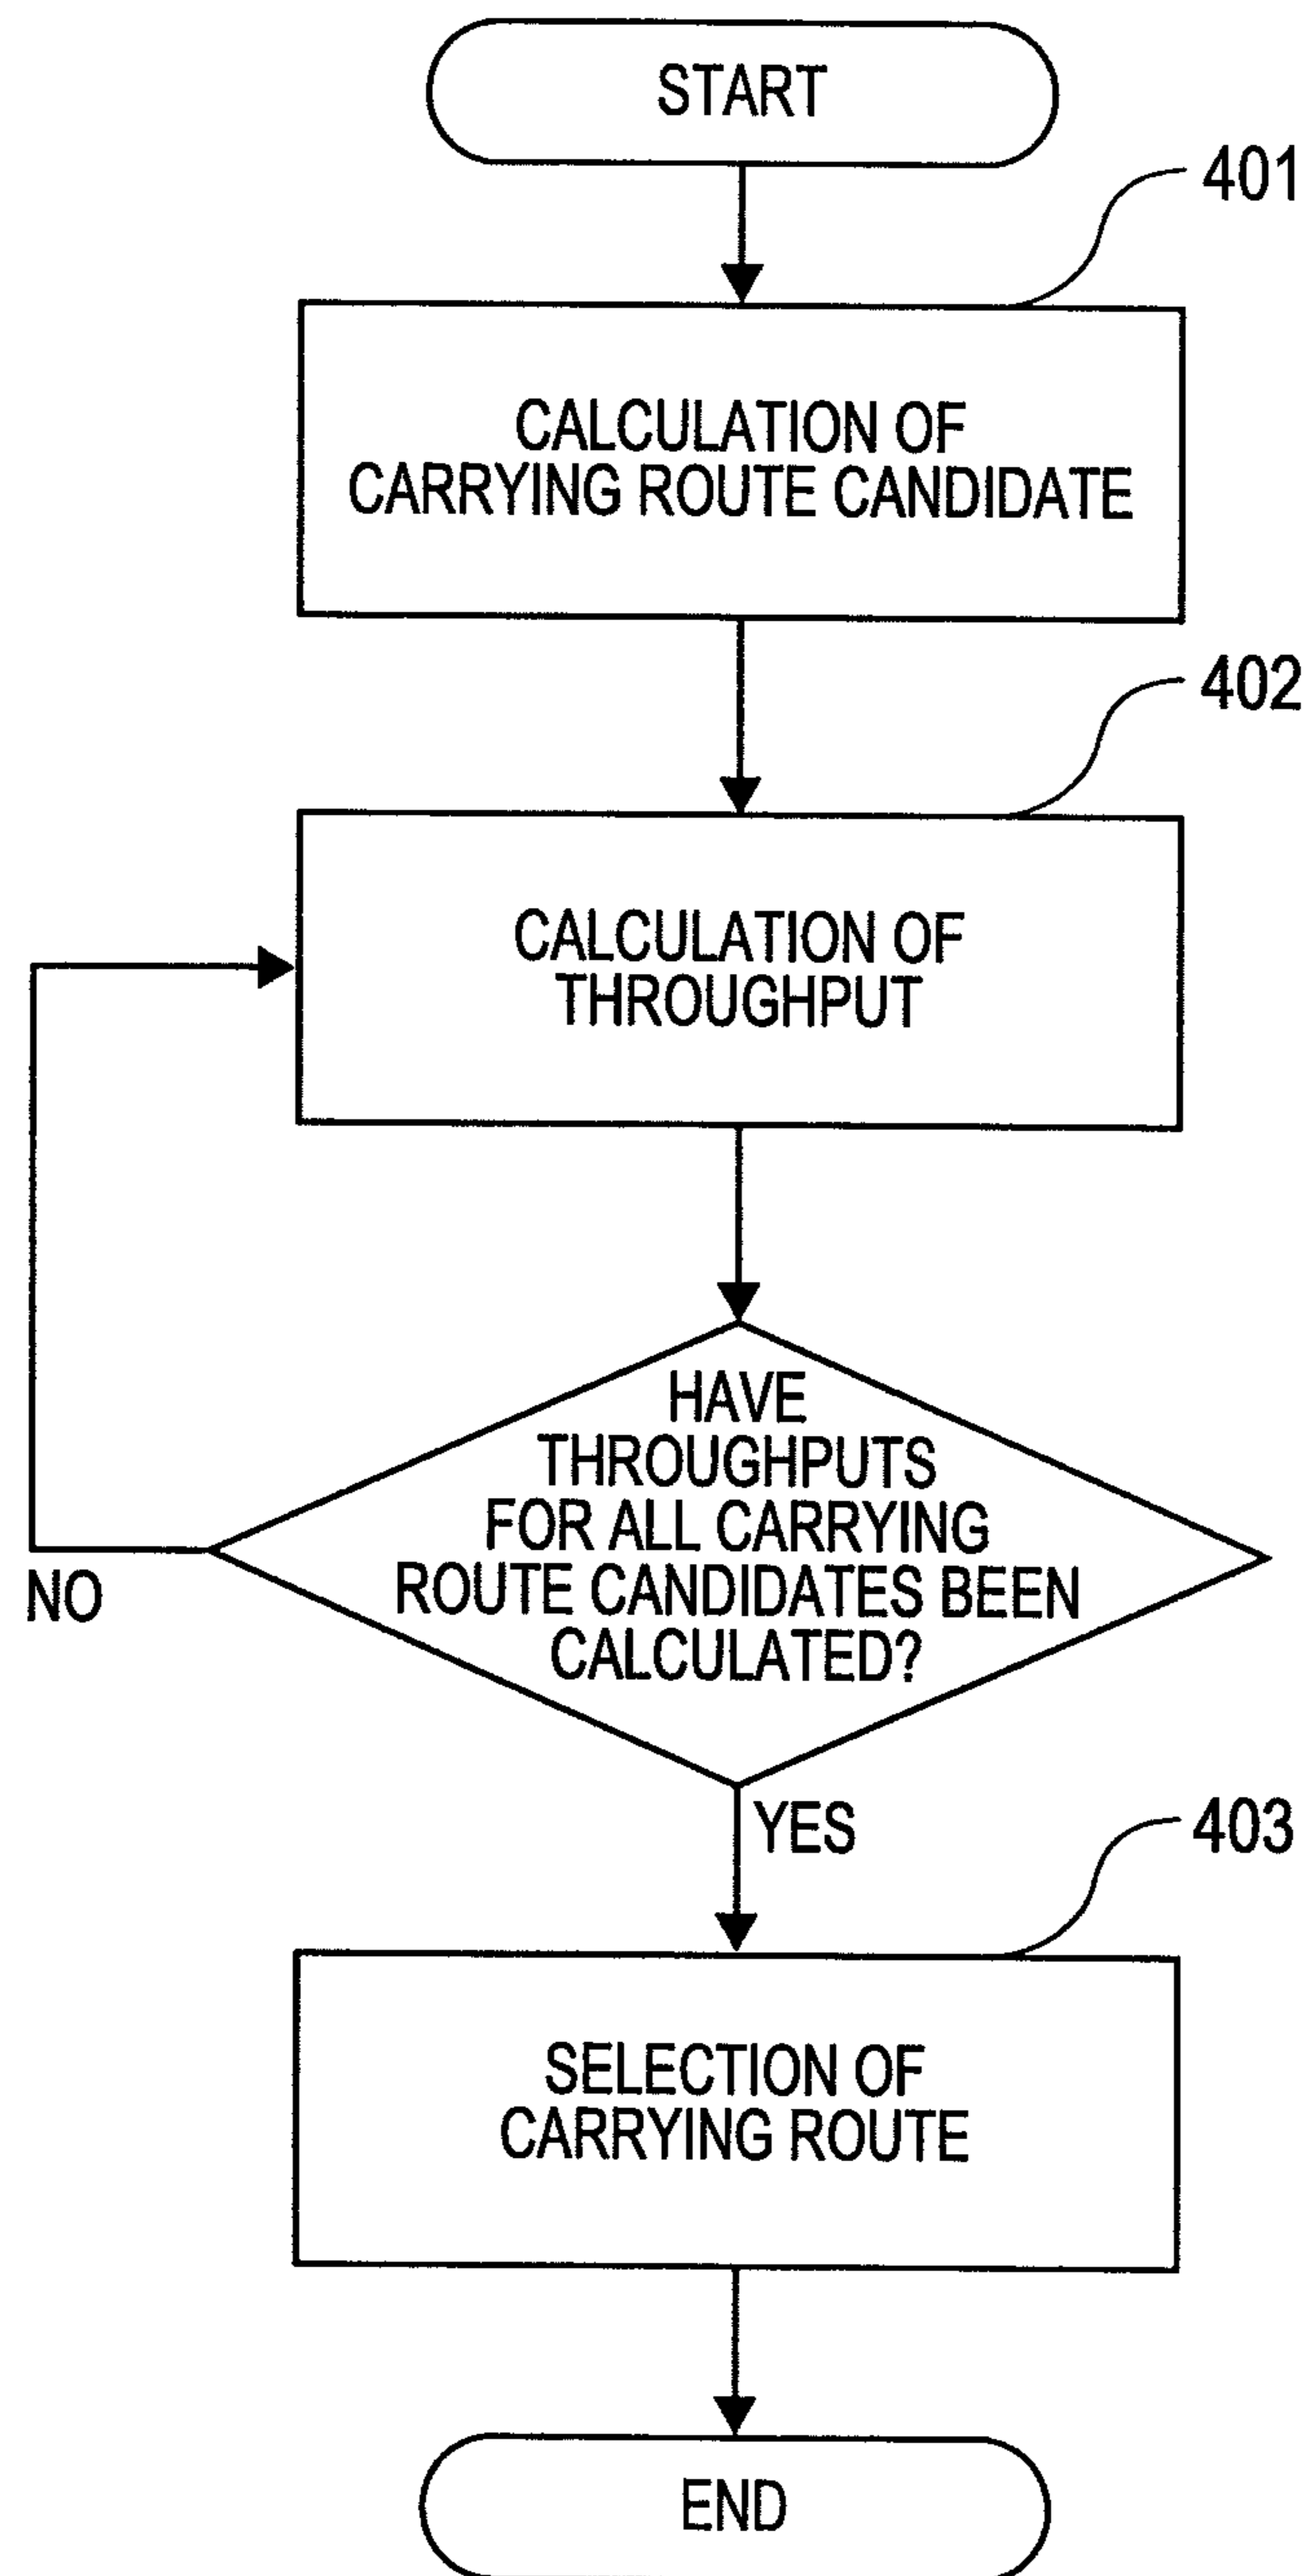 START
401
CALCULATION OF
CARRYING ROUTE CANDIDATE
402
CALCULATION OF
THROUGHPUT
HAVE
THROUGHPUTS
FOR ALL CARRYING
ROUTE CANDIDATES BEEN
CALCULATED?
NO
YES
403
SELECTION OF
CARRYING ROUTE
END